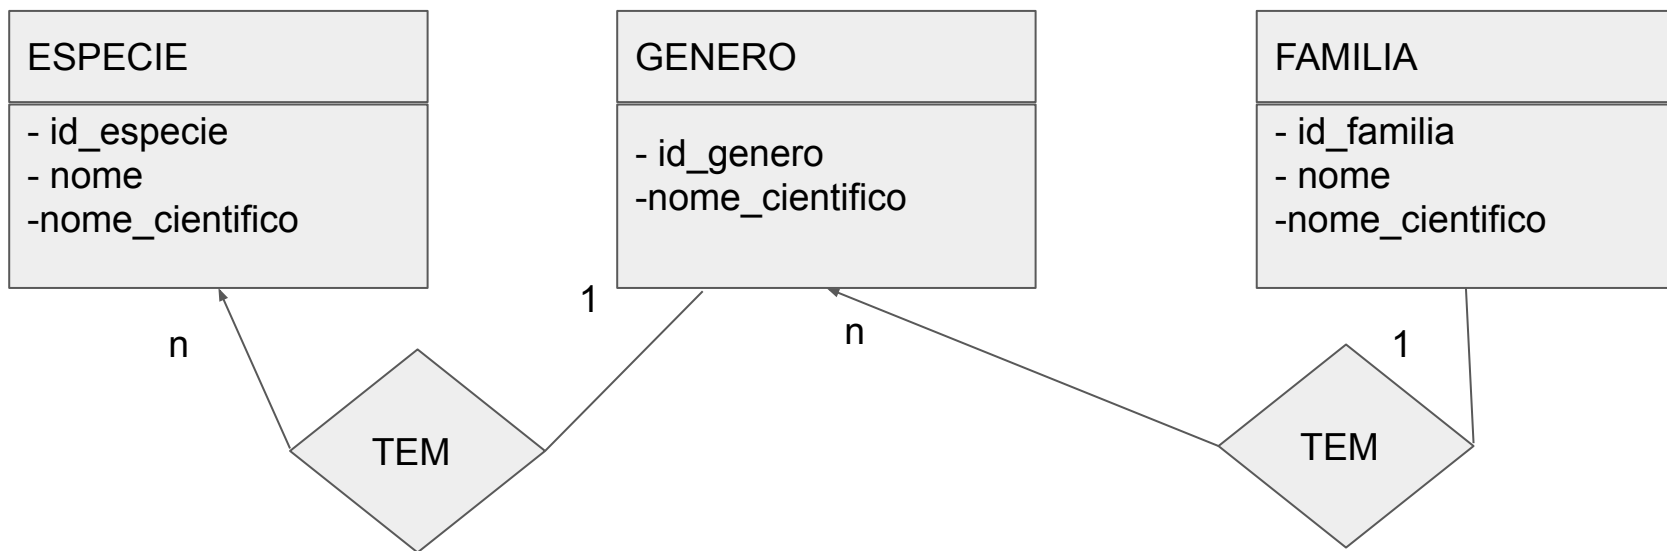 ESPECIE
- id_especie
- nome
-nome_cientifico
GENERO
- id_genero
-nome_cientifico
FAMILIA
- id_familia
- nome
-nome_cientifico
n
1
n
1
TEM
TEM